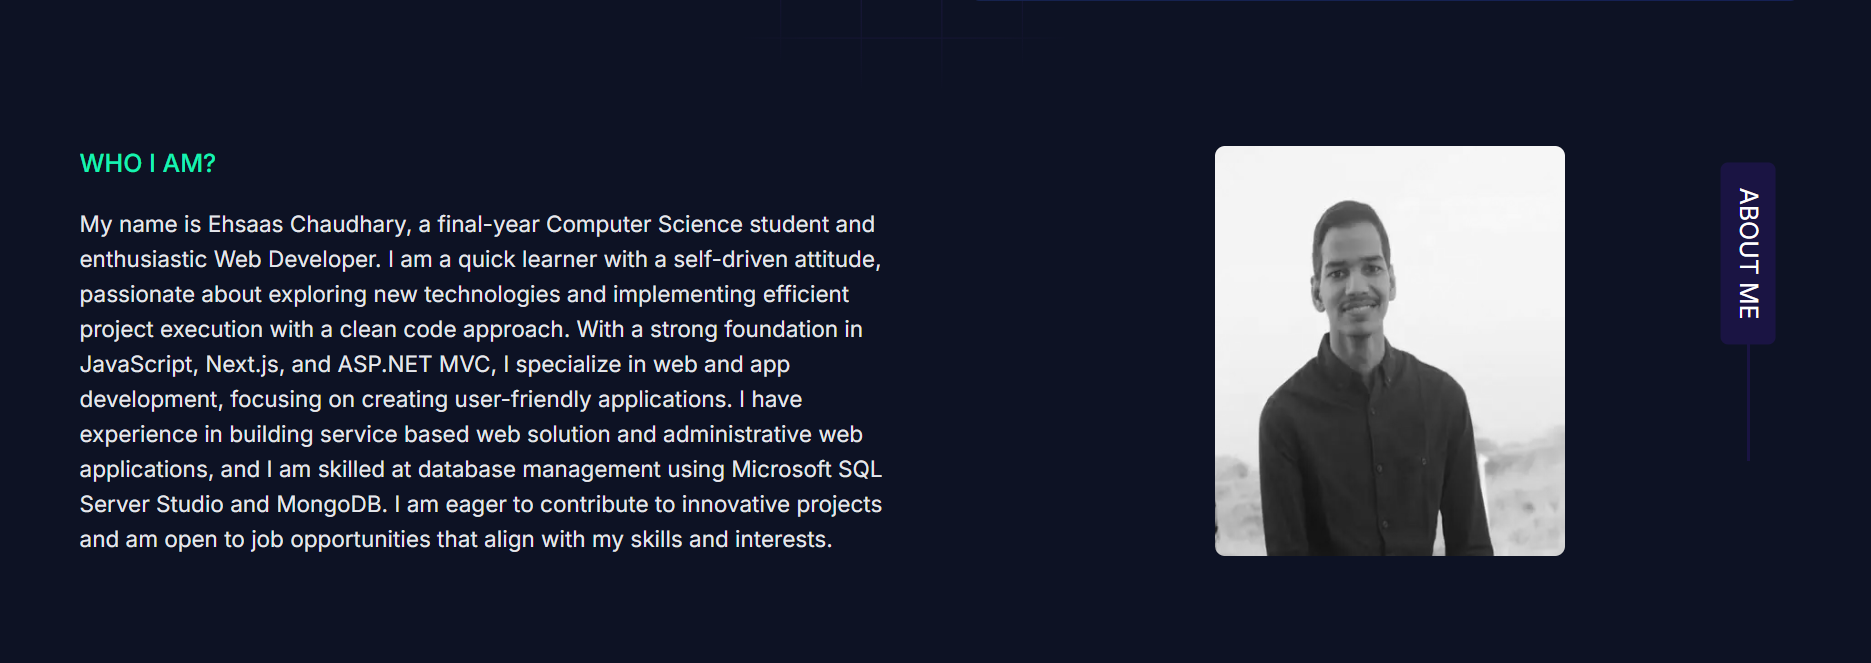 WHO I AM?
My name is Ehsaas Chaudhary, a final-year Computer Science student and
enthusiastic Web Developer. I am a quick learner with a self-driven attitude,
passionate about exploring new technologies and implementing efficient
project execution with a clean code approach. With a strong foundation in
JavaScript, Next.js, and ASP.NET MVC, I specialize in web and app
development, focusing on creating user-friendly applications. I have
experience in building service based web solution and administrative web
applications, and I am skilled at database management using Microsoft SQL
Server Studio and MongoDB. I am eager to contribute to innovative projects
and am open to job opportunities that align with my skills and interests.
ABOUT ME